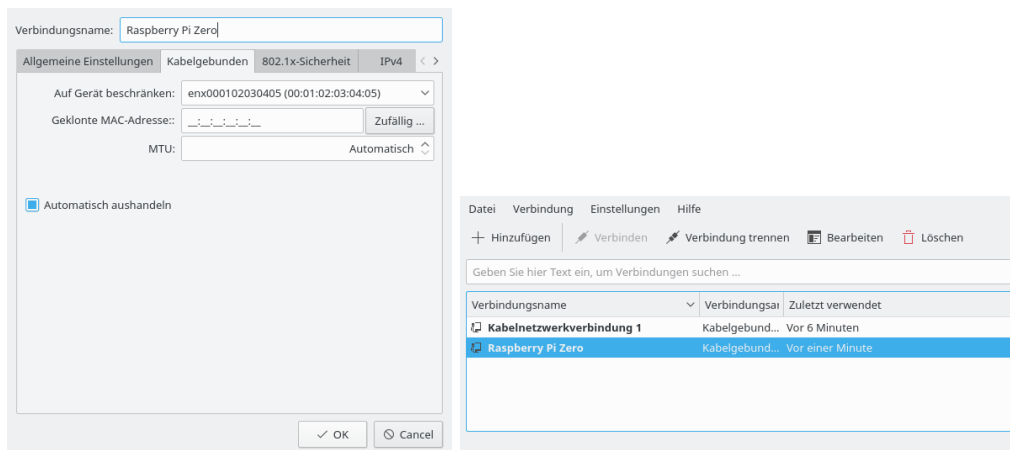 Verbindungsname: Raspberry Pi Zero
Allgemeine Einstellungen Kabelgebunden 802.1x-Sicherheit IPv4
Auf Gerät beschränken: enx000102030405 (00:01:02:03:04:05)
Geklonte MAC-Adresse:: __:__:__:__:__:__ Zufällig ...
MTU: Automatisch
Automatisch aushandeln
OK Cancel
Datei Verbindung Einstellungen Hilfe
Hinzufügen Verbinden Verbindung trennen Bearbeiten Löschen
Geben Sie hier Text ein, um Verbindungen suchen ...
Verbindungsname Verbindungsar Zuletzt verwendet
Kabelnetzwerkverbindung 1 Kabelgebund... Vor 6 Minuten
Raspberry Pi Zero Kabelgebund... Vor einer Minute